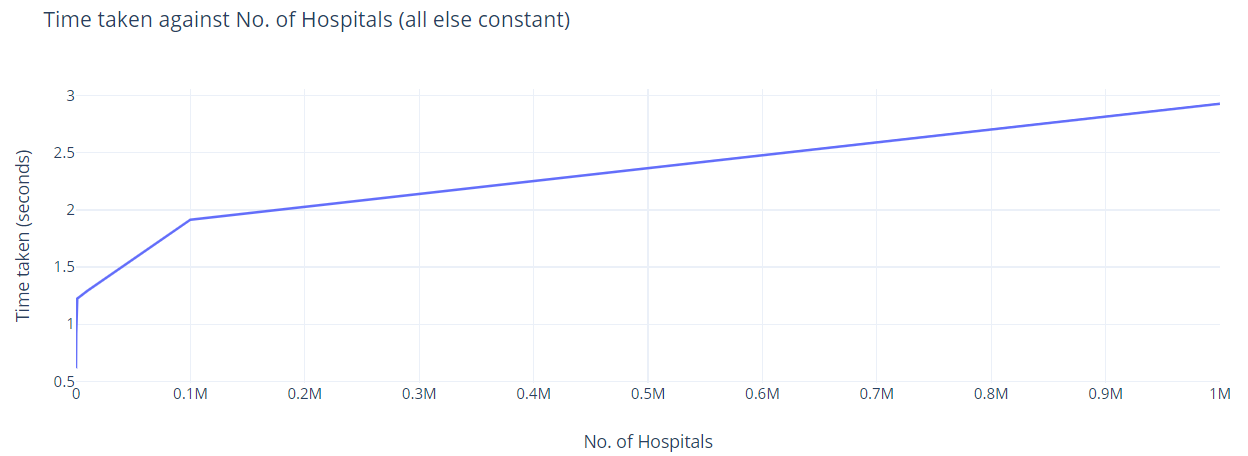 Time taken against No. of Hospitals (all else constant)
Time taken (seconds)
3
2.5
2
1.5
1
0.5
0 0.1M 0.2M 0.3M 0.4M 0.5M 0.6M 0.7M 0.8M 0.9M 1M
No. of Hospitals